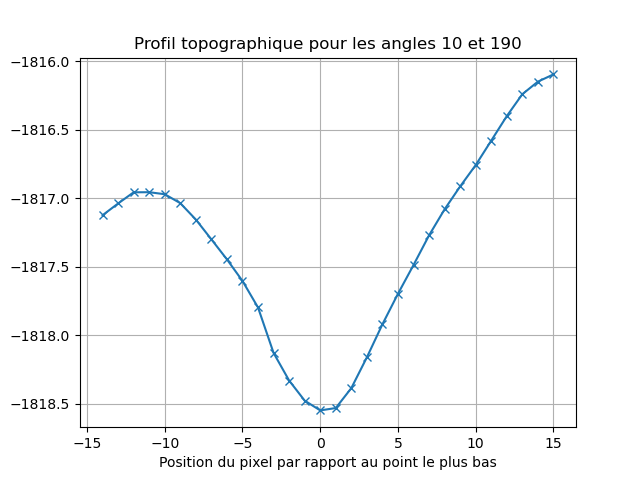 Profil topographique pour les angles 10 et 190
−1816.0
−1816.5
−1817.0
−1817.5
−1818.0
−1818.5
−15 −10 −5 0 5 10 15
Position du pixel par rapport au point le plus bas